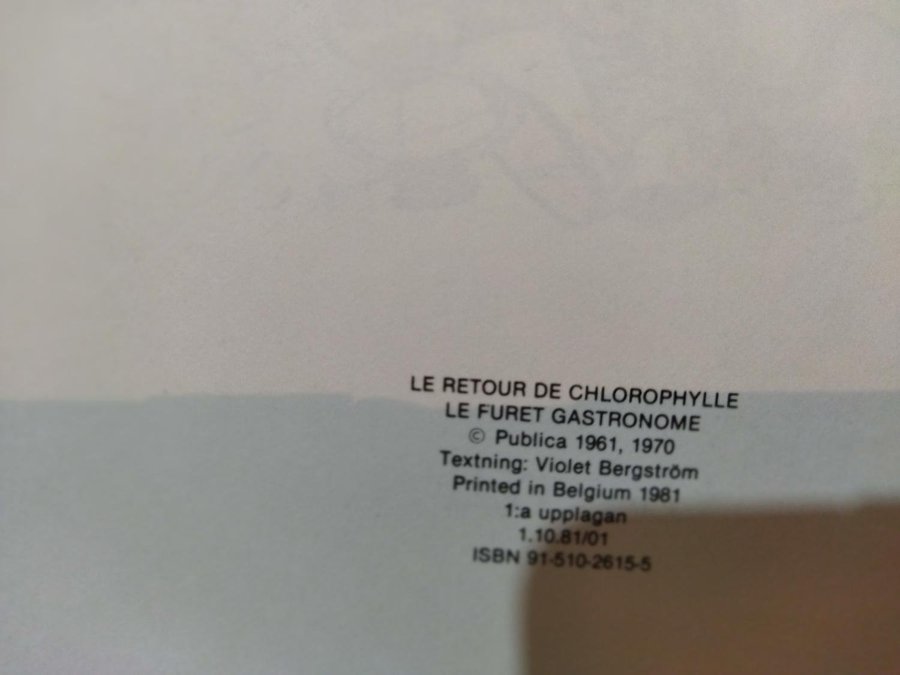 LE RETOUR DE CHLOROPHYLLE
LE FURET GASTRONOME
© Publica 1961, 1970
Textning: Violet Bergström
Printed in Belgium 1981
1:a upplagan
1.10.81/01
ISBN 91-510-2615-5